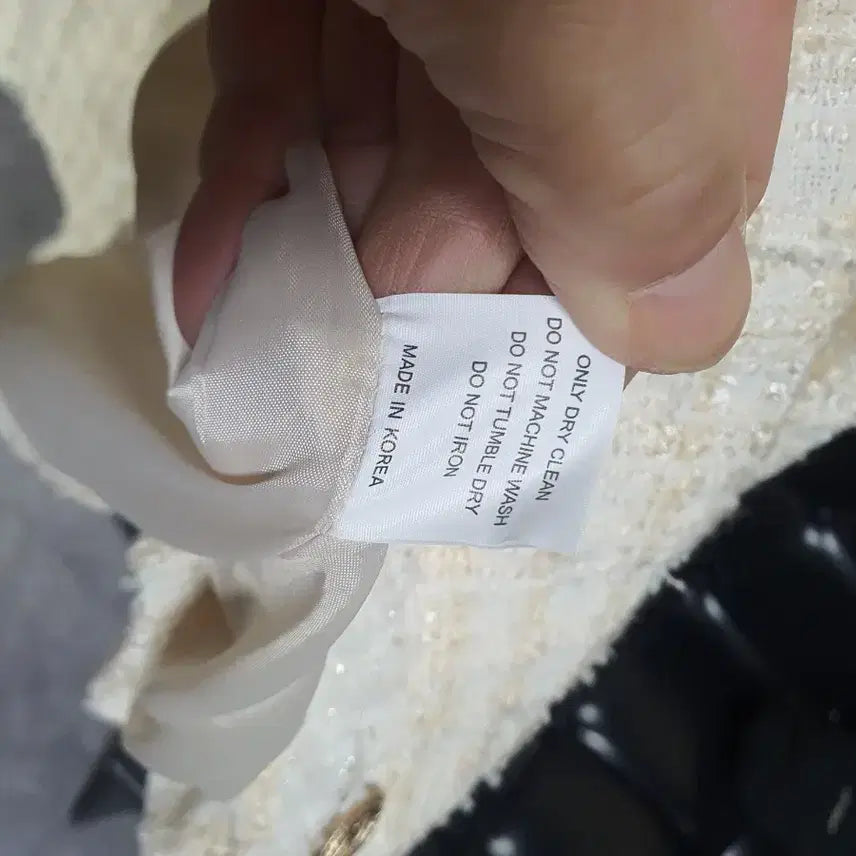 ONLY DRY CLEAN
DO NOT MACHINE WASH
DO NOT TUMBLE DRY
DO NOT IRON
MADE IN KOREA